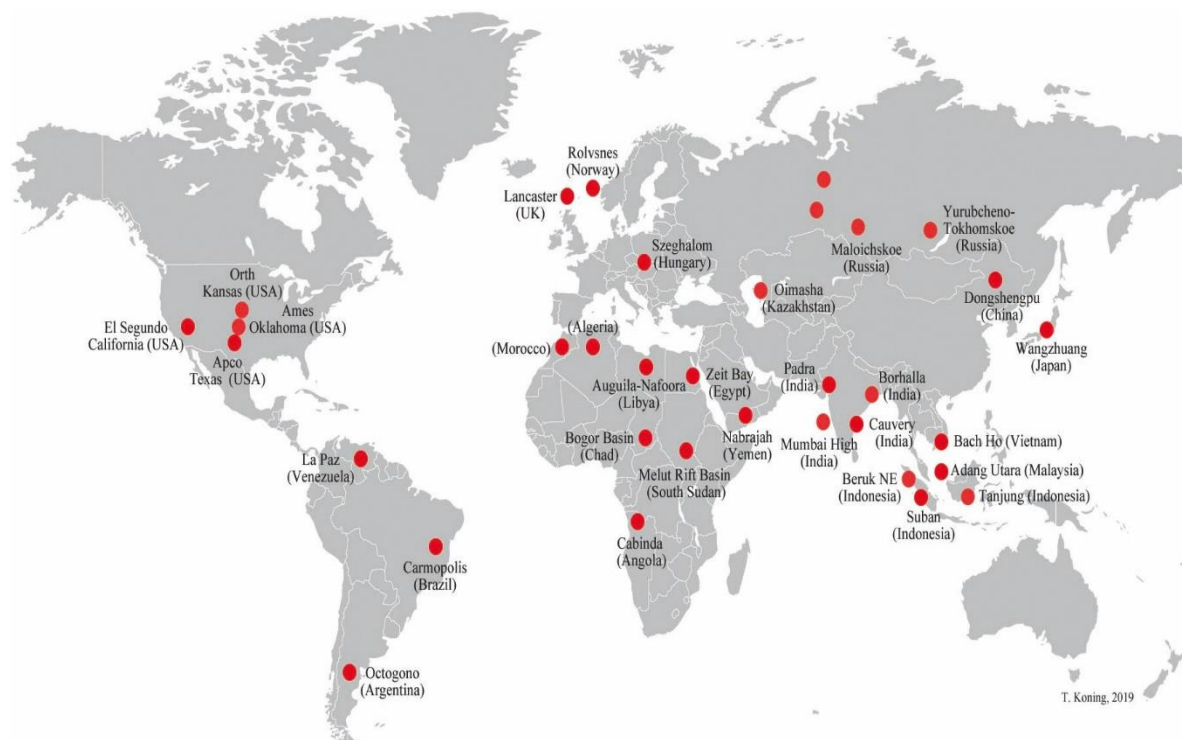 Rolvsnes
(Norway)
Lancaster
(UK)
Yurubcheno-
Tokhomskoe
(Russia)
Maloichskoe
(Russia)
Szeghalom
(Hungary)
Orth
Kansas (USA)
Ames
Oklahoma (USA)
El Segundo
California (USA)
Apco
Texas (USA)
Oimasha
(Kazakhstan)
Dongshengpu
(China)
Wangzhuang
(Japan)
(Algeria)
(Morocco)
Auguila-Nafoora
(Libya)
Zeit Bay
(Egypt)
Padra
(India)
Borhalla
(India)
Nabrajah
(Yemen)
Mumbai High
(India)
Cauvery
(India)
Bach Ho (Vietnam)
Bogor Basin
(Chad)
Melut Rift Basin
(South Sudan)
La Paz
(Venezuela)
Adang Utara (Malaysia)
Beruk NE
(Indonesia)
Tanjung (Indonesia)
Suban
(Indonesia)
Cabinda
(Angola)
Carmopolis
(Brazil)
Octogono
(Argentina)
T. Koning, 2019